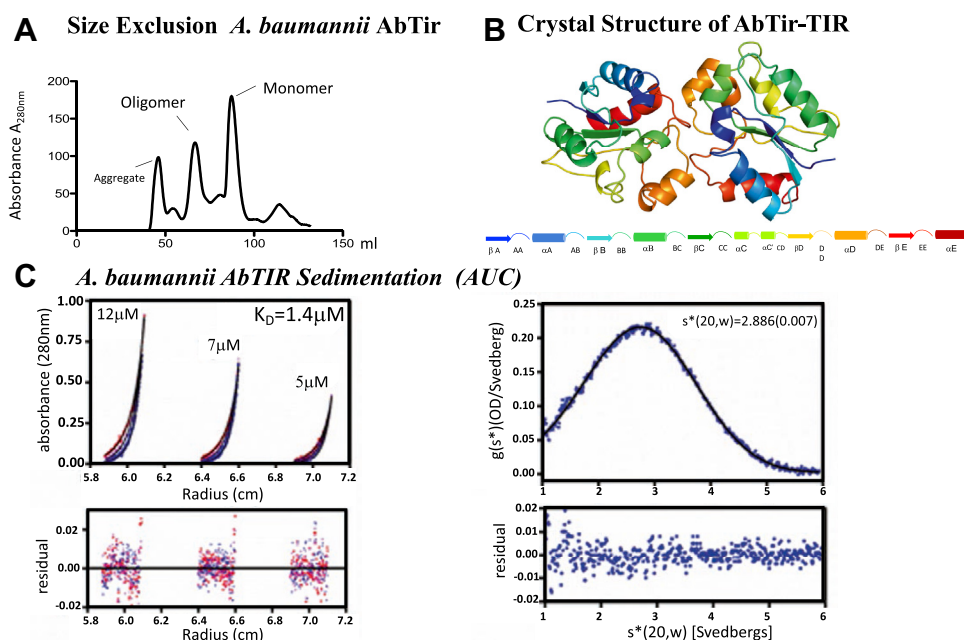 A Size Exclusion A. baumannii AbTir
Absorbance A280nm
200
150
100
50
0
Oligomer
Monomer
Aggregate
0 50 100 150 ml
B Crystal Structure of AbTir-TIR
β A AA αA AB β B BB αB BC βC CC αC αC' CD βD D D αD DE β E EE αE
C A. baumannii AbTIR Sedimentation (AUC)
absorbance (280nm)
1.00
0.75
0.50
0.25
0.00
12μM
KD=1.4μM
7μM
5μM
5.8 6.0 6.2 6.4 6.6 6.8 7.0 7.2
Radius (cm)
residual
0.02
0.00
-0.02
5.8 6.0 6.2 6.4 6.6 6.8 7.0 7.2
Radius (cm)
g(s*)(OD/Svedberg)
0.25
0.20
0.15
0.10
0.05
0.00
s*(20,w)=2.886(0.007)
1 2 3 4 5 6
residual
0.02
0.01
0.00
-0.01
-0.02
1 2 3 4 5 6
s*(20,w) [Svedbergs]